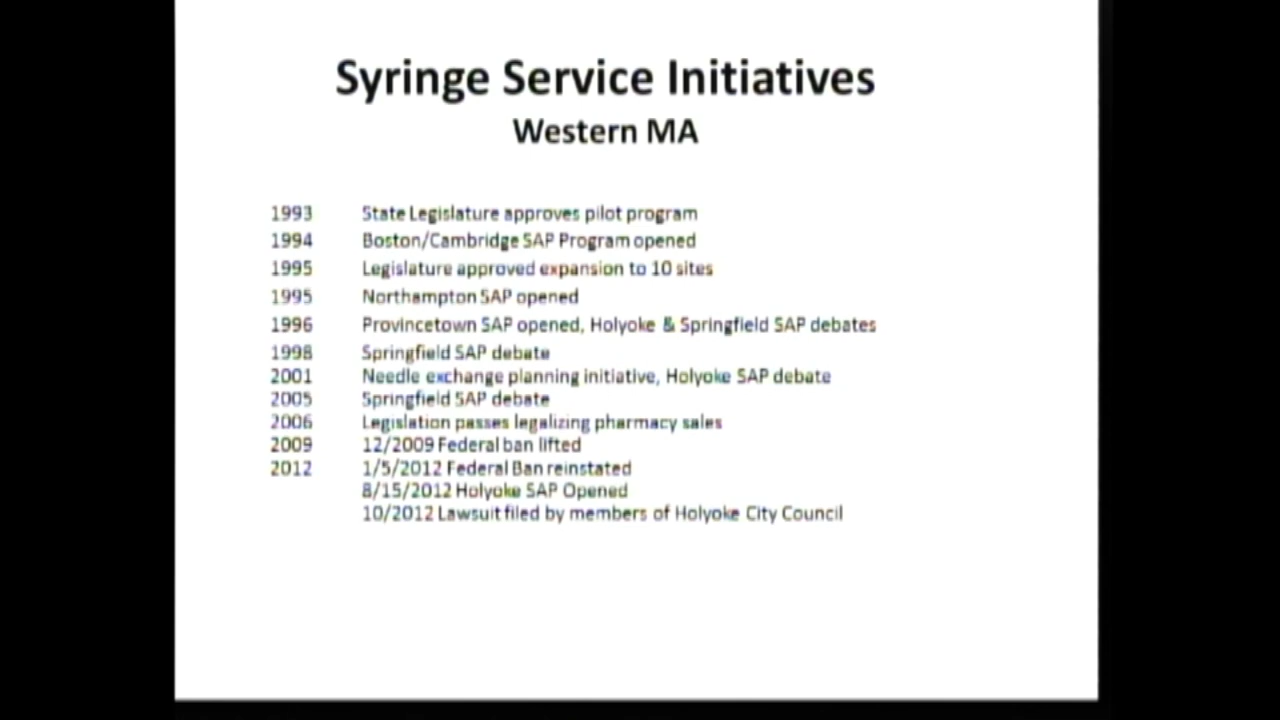 Syringe Service Initiatives
Western MA
1993 State Legislature approves pilot program
1994 Boston/Cambridge SAP Program opened
1995 Legislature approved expansion to 10 sites
1995 Northampton SAP opened
1996 Provincetown SAP opened, Holyoke & Springfield SAP debates
1998 Springfield SAP debate
2001 Needle exchange planning initiative, Holyoke SAP debate
2005 Springfield SAP debate
2006 Legislation passes legalizing pharmacy sales
2009 12/2009 Federal ban lifted
2012 1/5/2012 Federal Ban reinstated
8/15/2012 Holyoke SAP Opened
10/2012 Lawsuit filed by members of Holyoke City Council